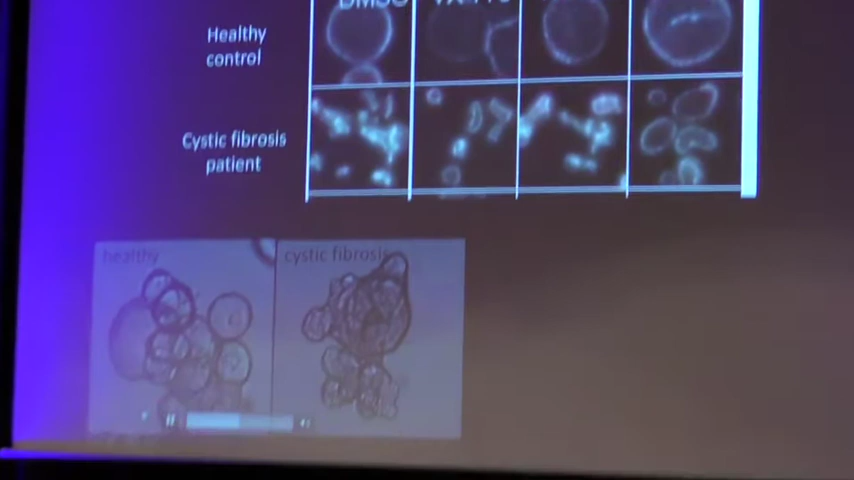 DMSO
Healthy
control
Cystic fibrosis
patient
healthy
cystic fibrosis